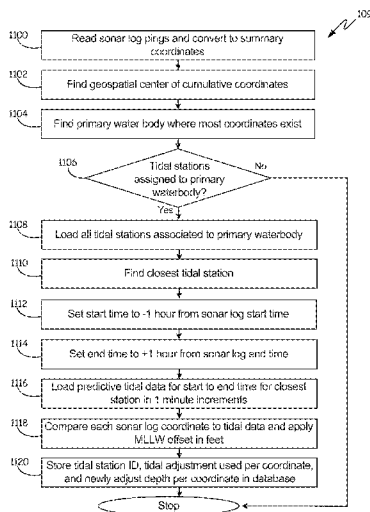 109
1100
Read sonar log pings and convert to summary
coordinates
1102
Find geospatial center of cumulative coordinates
1104
Find primary water body where most coordinates exist
1106
Tidal stations
assigned to primary
waterbody?
No
Yes
1108
Load all tidal stations associated to primary waterbody
1110
Find closest tidal station
1112
Set start time to -1 hour from sonar log start time
1114
Set end time to +1 hour from sonar log end time
1116
Load predictive tidal data for start to end time for closest
station in 1 minute increments
1118
Compare each sonar log coordinate to tidal data and apply
MLLW offset in feet
1120
Store tidal station ID, tidal adjustment used per coordinate,
and newly adjust depth per coordinate in database
Stop